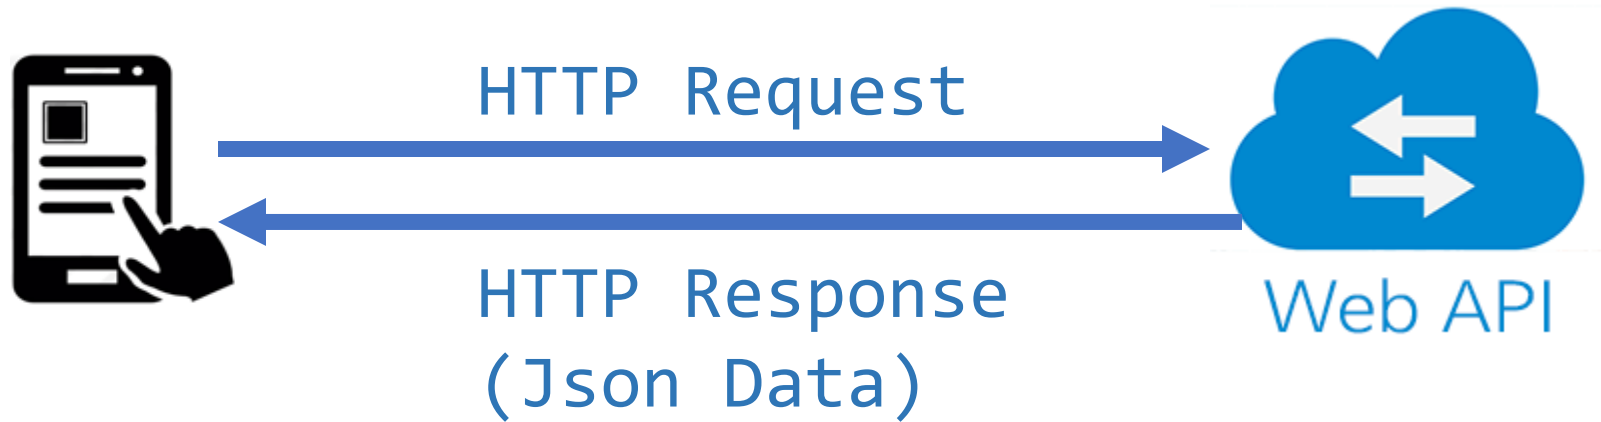 HTTP Request
HTTP Response
(Json Data)
Web API